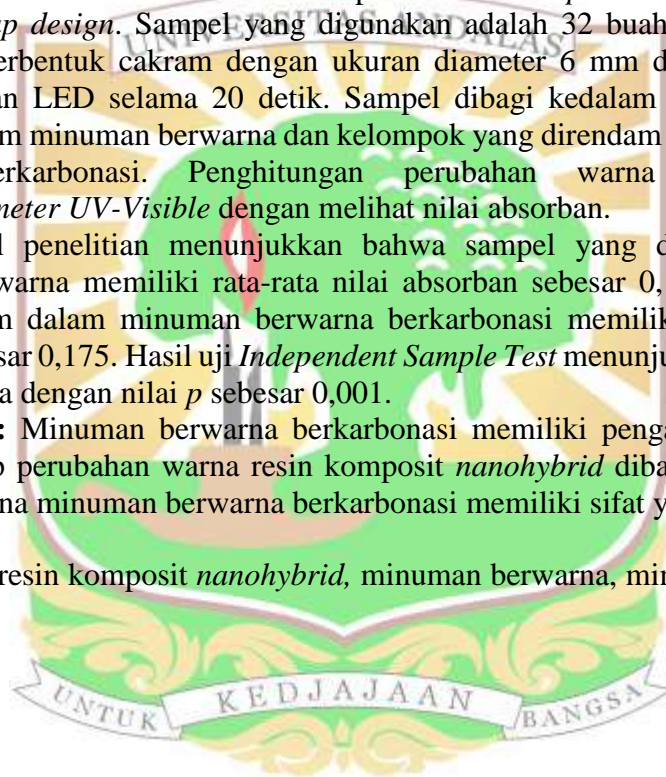 UNIVERSITAS ANDALAS
design. Sampel yang digunakan adalah 32 buah
erbentuk cakram dengan ukuran diameter 6 mm d
n LED selama 20 detik. Sampel dibagi kedalam
m minuman berwarna dan kelompok yang direndam
erkarbonasi. Penghitungan perubahan warna
meter UV-Visible dengan melihat nilai absorban.
l penelitian menunjukkan bahwa sampel yang d
warna memiliki rata-rata nilai absorban sebesar 0,
m dalam minuman berwarna berkarbonasi memilik
sar 0,175. Hasil uji Independent Sample Test menunju
a dengan nilai p sebesar 0,001.
: Minuman berwarna berkarbonasi memiliki penga
p perubahan warna resin komposit nanohybrid diba
na minuman berwarna berkarbonasi memiliki sifat y
resin komposit nanohybrid, minuman berwarna, min
UNTUK KEDJAJAAN BANGSA